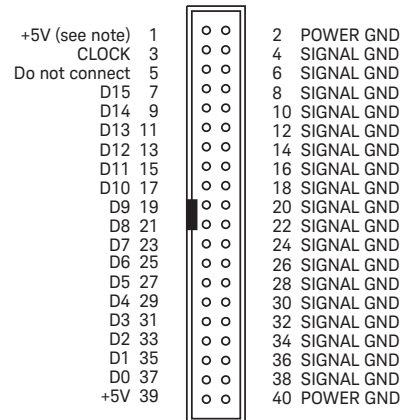 +5V (see note) 1 2 POWER GND
CLOCK 3 4 SIGNAL GND
Do not connect 5 6 SIGNAL GND
D15 7 8 SIGNAL GND
D14 9 10 SIGNAL GND
D13 11 12 SIGNAL GND
D12 13 14 SIGNAL GND
D11 15 16 SIGNAL GND
D10 17 18 SIGNAL GND
D9 19 20 SIGNAL GND
D8 21 22 SIGNAL GND
D7 23 24 SIGNAL GND
D6 25 26 SIGNAL GND
D5 27 28 SIGNAL GND
D4 29 30 SIGNAL GND
D3 31 32 SIGNAL GND
D2 33 34 SIGNAL GND
D1 35 36 SIGNAL GND
D0 37 38 SIGNAL GND
+5V 39 40 POWER GND